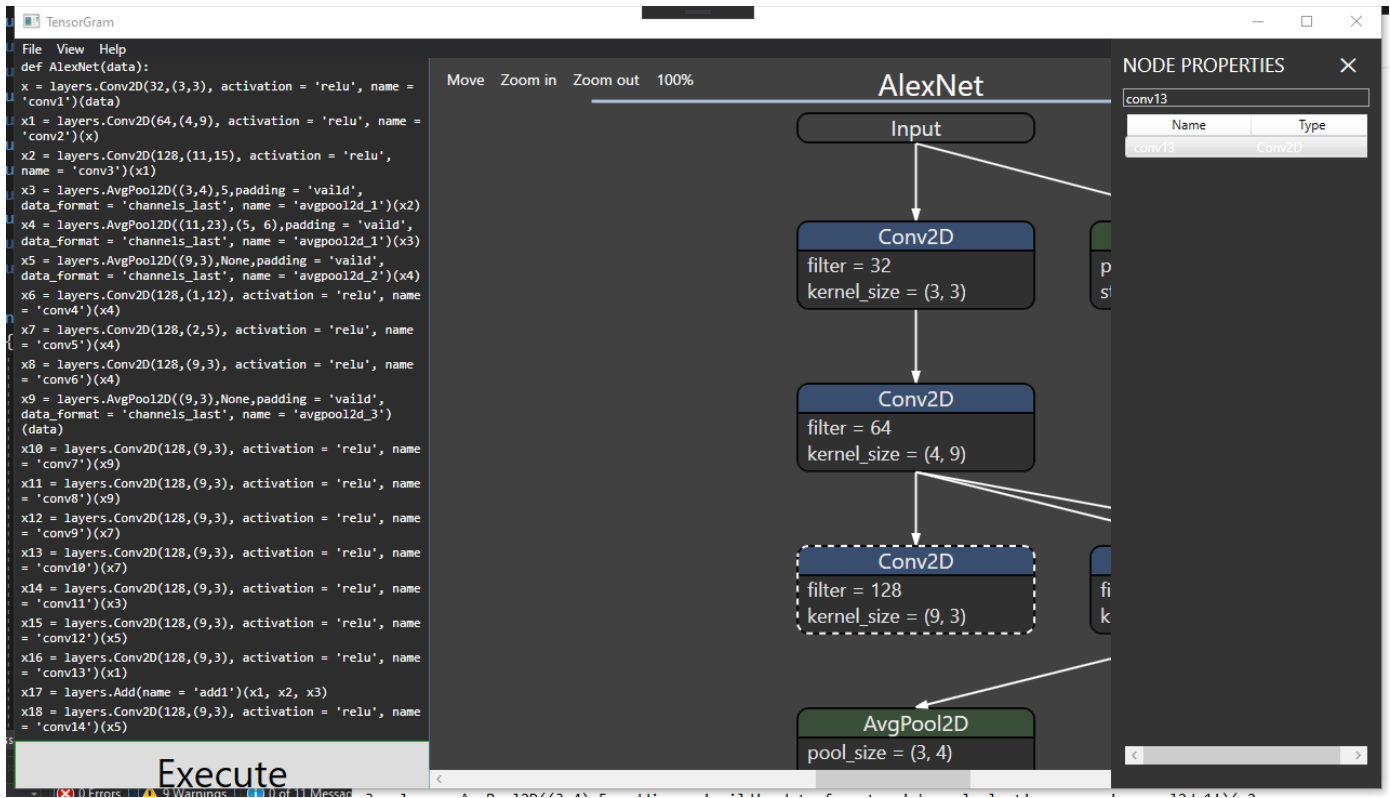 TensorGram
File View Help
def AlexNet(data):
x = layers.Conv2D(32,(3,3), activation = 'relu', name =
'conv1')(data)
x1 = layers.Conv2D(64,(4,9), activation = 'relu', name =
'conv2')(x)
x2 = layers.Conv2D(128,(11,15), activation = 'relu',
name = 'conv3')(x1)
x3 = layers.AvgPool2D((3,4),5,padding = 'vaild',
data_format = 'channels_last', name = 'avgpool2d_1')(x2)
x4 = layers.AvgPool2D((11,23),(5, 6),padding = 'vaild',
data_format = 'channels_last', name = 'avgpool2d_1')(x3)
x5 = layers.AvgPool2D((9,3),None,padding = 'vaild',
data_format = 'channels_last', name = 'avgpool2d_2')(x4)
x6 = layers.Conv2D(128,(1,12), activation = 'relu', name
= 'conv4')(x4)
x7 = layers.Conv2D(128,(2,5), activation = 'relu', name
= 'conv5')(x4)
x8 = layers.Conv2D(128,(9,3), activation = 'relu', name
= 'conv6')(x4)
x9 = layers.AvgPool2D((9,3),None,padding = 'vaild',
data_format = 'channels_last', name = 'avgpool2d_3')
(data)
x10 = layers.Conv2D(128,(9,3), activation = 'relu', name
= 'conv7')(x9)
x11 = layers.Conv2D(128,(9,3), activation = 'relu', name
= 'conv8')(x9)
x12 = layers.Conv2D(128,(9,3), activation = 'relu', name
= 'conv9')(x7)
x13 = layers.Conv2D(128,(9,3), activation = 'relu', name
= 'conv10')(x7)
x14 = layers.Conv2D(128,(9,3), activation = 'relu', name
= 'conv11')(x3)
x15 = layers.Conv2D(128,(9,3), activation = 'relu', name
= 'conv12')(x5)
x16 = layers.Conv2D(128,(9,3), activation = 'relu', name
= 'conv13')(x1)
x17 = layers.Add(name = 'add1')(x1, x2, x3)
x18 = layers.Conv2D(128,(9,3), activation = 'relu', name
= 'conv14')(x5)
Execute
Move Zoom in Zoom out 100%
AlexNet
Input
Conv2D
filter = 32
kernel_size = (3, 3)
Conv2D
filter = 64
kernel_size = (4, 9)
Conv2D
filter = 128
kernel_size = (9, 3)
AvgPool2D
pool_size = (3, 4)
NODE PROPERTIES
conv13
Name Type
conv13 Conv2D
0 Errors 9 Warnings 0 of 11